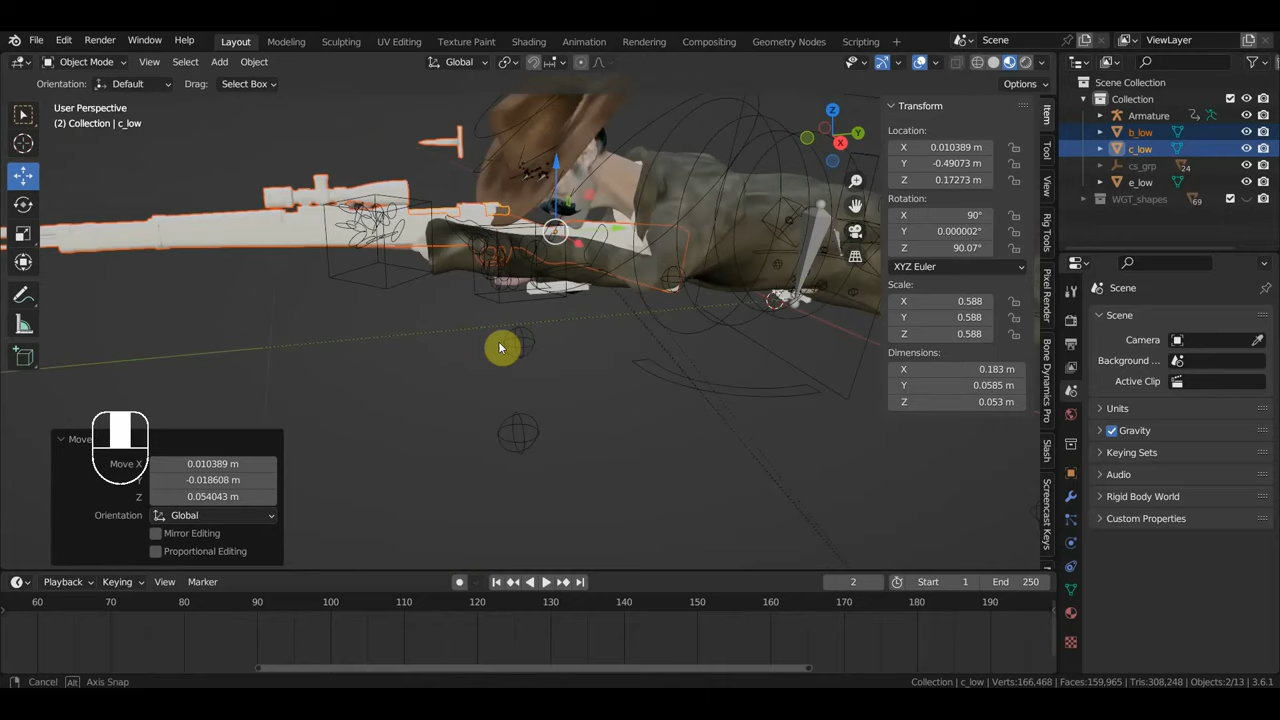 File Edit Render Window Help Layout Modeling Sculpting UV Editing Texture Paint Shading Animation Rendering Compositing Geometry Nodes Scripting + Scene ViewLayer
Object Mode View Select Add Object Global
Orientation: Default Drag: Select Box Options
User Perspective
(2) Collection | c_low
Z
Y
X
Transform
Location:
X 0.010389 m
Y -0.49073 m
Z 0.17273 m
Rotation:
X 90°
Y 0.000002°
Z 90.07°
XYZ Euler
Scale:
X 0.588
Y 0.588
Z 0.588
Dimensions:
X 0.183 m
Y 0.0585 m
Z 0.053 m
Item
Tool
View
Rig Tools
Pixel Render
Bone Dynamics Pro
Slash
Screencast Keys
Scene Collection
Collection
Armature
b_low
c_low
cs_grp 24
e_low
WGT_shapes 69
Scene
Scene
Camera
Background ...
Active Clip
Units
Gravity
Keying Sets
Audio
Rigid Body World
Custom Properties
Move
Move X 0.010389 m
Y -0.018608 m
Z 0.054043 m
Orientation Global
Mirror Editing
Proportional Editing
Playback Keying View Marker 2 Start 1 End 250
60 70 80 90 100 110 120 130 140 150 160 170 180 190
Cancel Alt Axis Snap Collection | c_low | Verts:166,468 | Faces:159,965 | Tris:308,248 | Objects:2/13 | 3.6.1